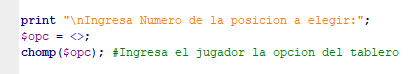 print "\nIngresa Numero de la posicion a elegir:";
$opc = <>;
chomp($opc); #Ingresa el jugador la opcion del tablero